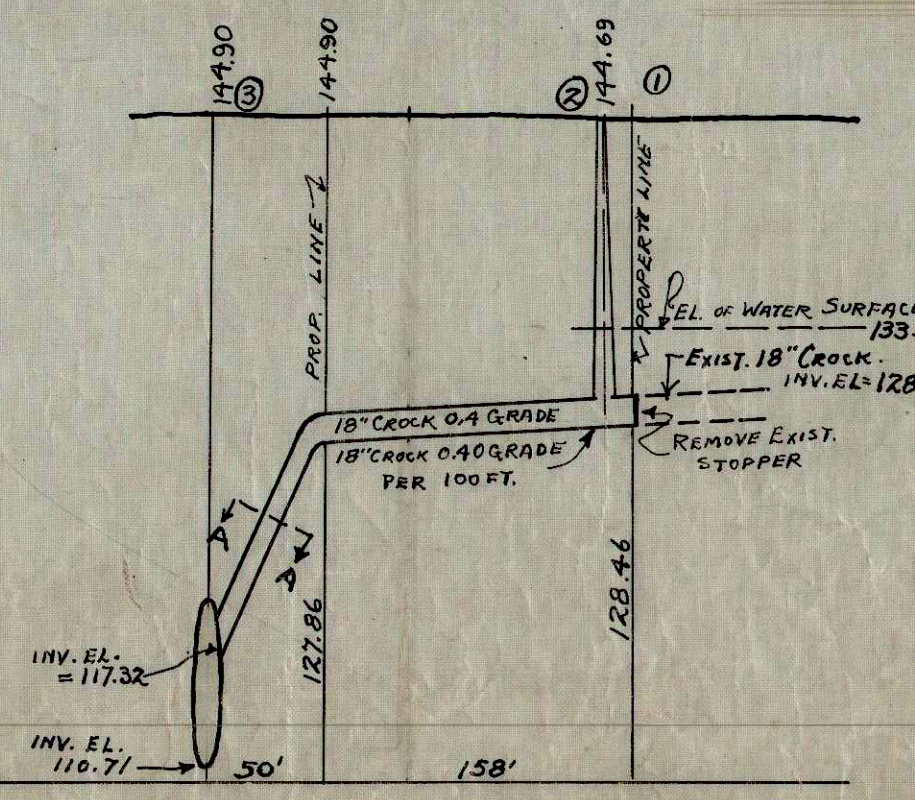 144.90
③
144.90
②
144.69
①
PROP. LINE
PROPERTY LINE
EL. OF WATER SURFAC
133.
EXIST. 18" CROCK.
INV. EL = 128
18" CROCK 0.4 GRADE
18" CROCK 0.40 GRADE
PER 100 FT.
REMOVE EXIST.
STOPPER
A
A
127.86
128.46
INV. EL.
= 117.32
INV. EL.
110.71
50'
158'